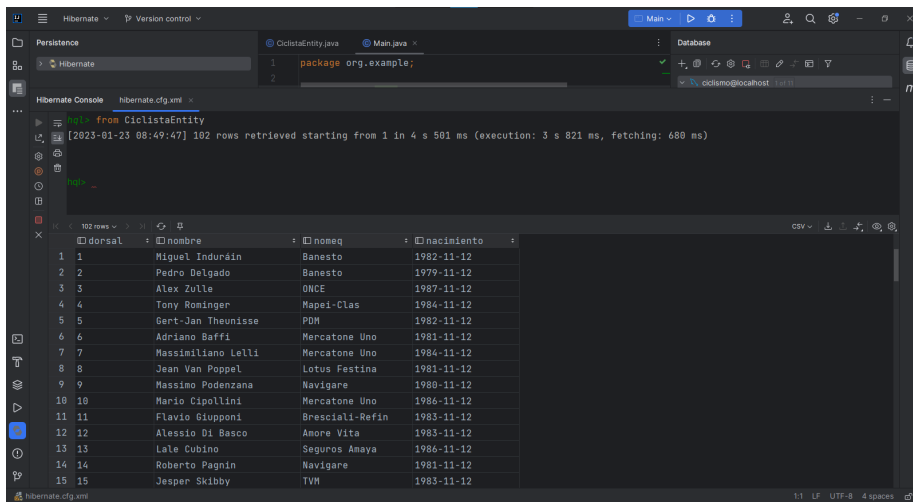 Hibernate Version control Main
Persistence CiclistaEntity.java Main.java Database
Hibernate 1 package org.example;
2
ciclismo@localhost 1 of 11
Hibernate Console hibernate.cfg.xml
hql> from CiclistaEntity
[2023-01-23 08:49:47] 102 rows retrieved starting from 1 in 4 s 501 ms (execution: 3 s 821 ms, fetching: 680 ms)
hql>
102 rows CSV
dorsal nombre nomeq nacimiento
1 1 Miguel Induráin Banesto 1982-11-12
2 2 Pedro Delgado Banesto 1979-11-12
3 3 Alex Zulle ONCE 1987-11-12
4 4 Tony Rominger Mapei-Clas 1984-11-12
5 5 Gert-Jan Theunisse PDM 1982-11-12
6 6 Adriano Baffi Mercatone Uno 1981-11-12
7 7 Massimiliano Lelli Mercatone Uno 1984-11-12
8 8 Jean Van Poppel Lotus Festina 1981-11-12
9 9 Massimo Podenzana Navigare 1980-11-12
10 10 Mario Cipollini Mercatone Uno 1986-11-12
11 11 Flavio Giupponi Bresciali-Refin 1983-11-12
12 12 Alessio Di Basco Amore Vita 1983-11-12
13 13 Lale Cubino Seguros Amaya 1986-11-12
14 14 Roberto Pagnin Navigare 1981-11-12
15 15 Jesper Skibby TVM 1983-11-12
hibernate.cfg.xml 1:1 LF UTF-8 4 spaces